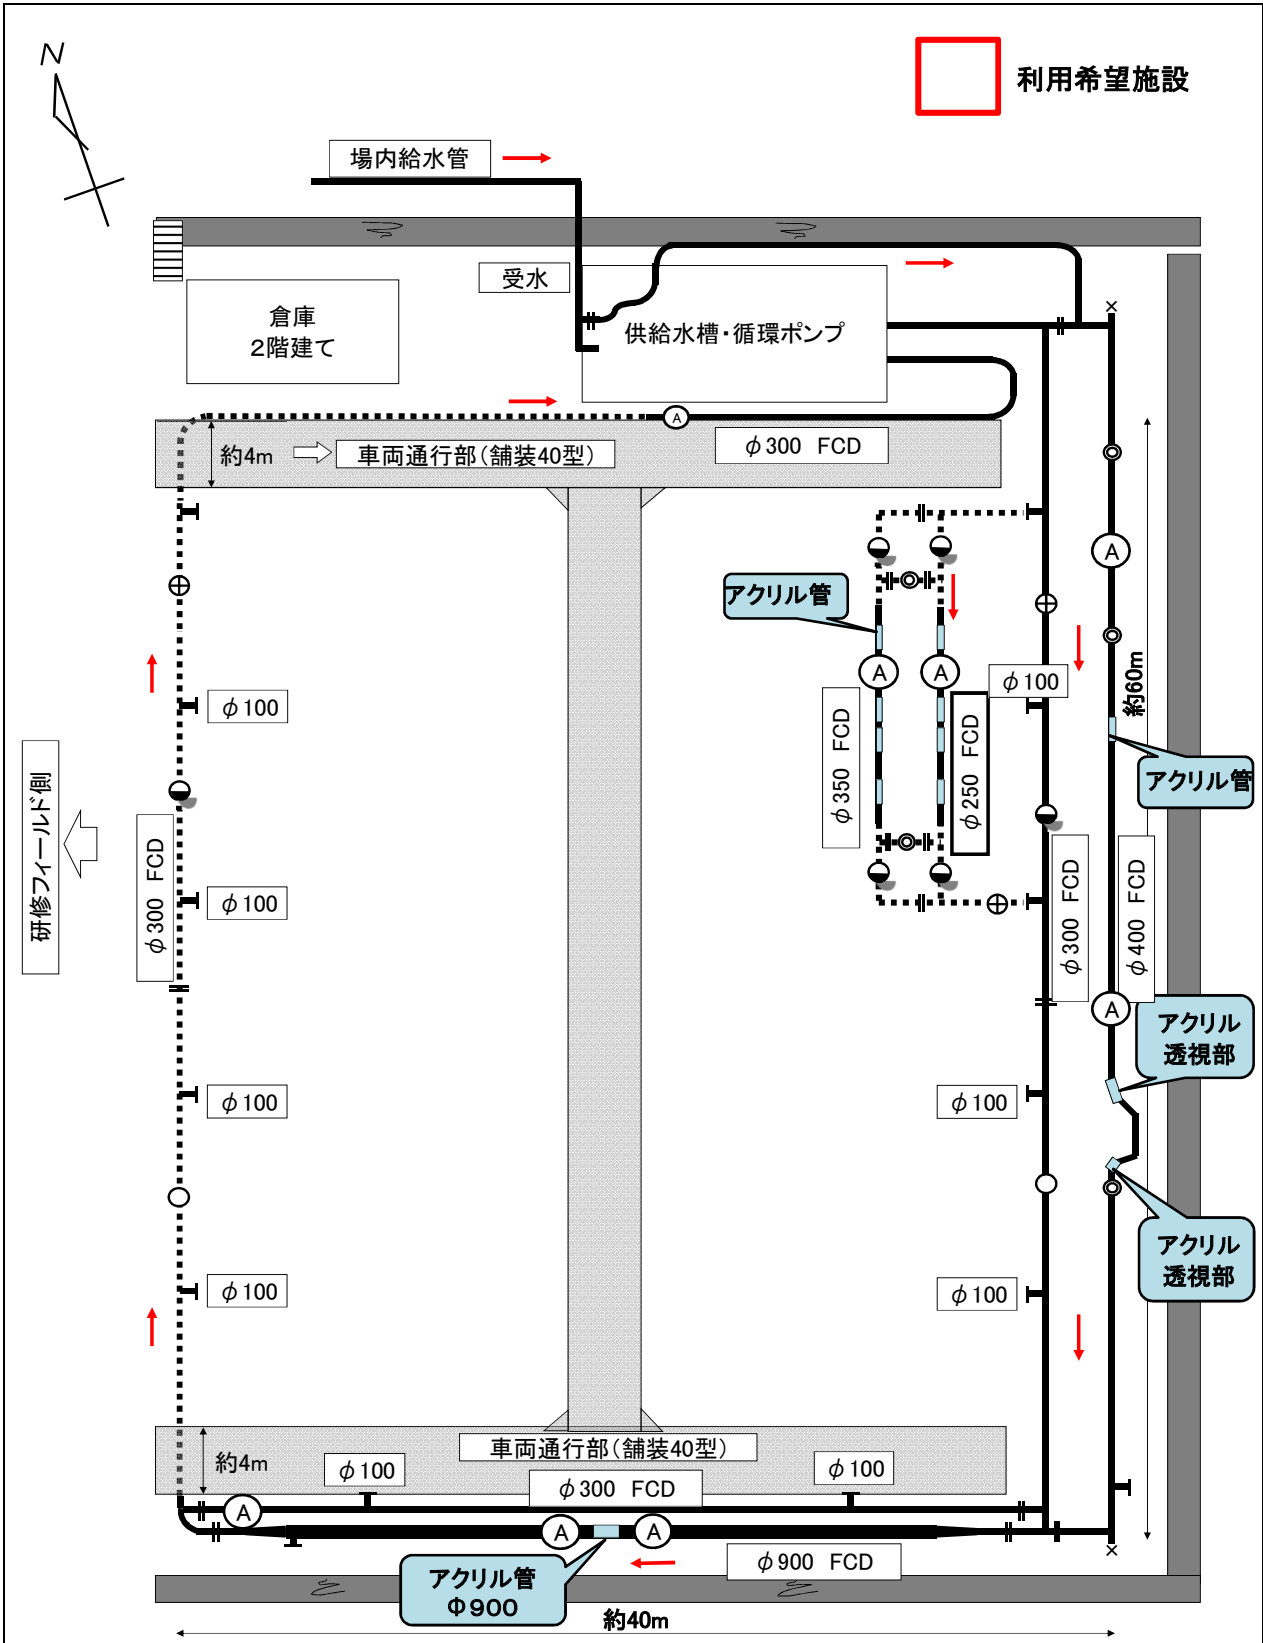 N
利用希望施設
場内給水管
受水
倉庫
2階建て
供給水槽・循環ポンプ
×
A
φ300 FCD
約4m
車両通行部(舗装40型)
A
アクリル管
A
A
φ100
φ100
約60m
アクリル管
φ350 FCD
φ250 FCD
研修フィールド側
φ300 FCD
φ100
φ300 FCD
φ400 FCD
A
アクリル
透視部
φ100
φ100
アクリル
透視部
φ100
φ100
車両通行部(舗装40型)
約4m
φ100
φ100
φ300 FCD
A
A
A
φ900 FCD
×
アクリル管
Φ900
約40m